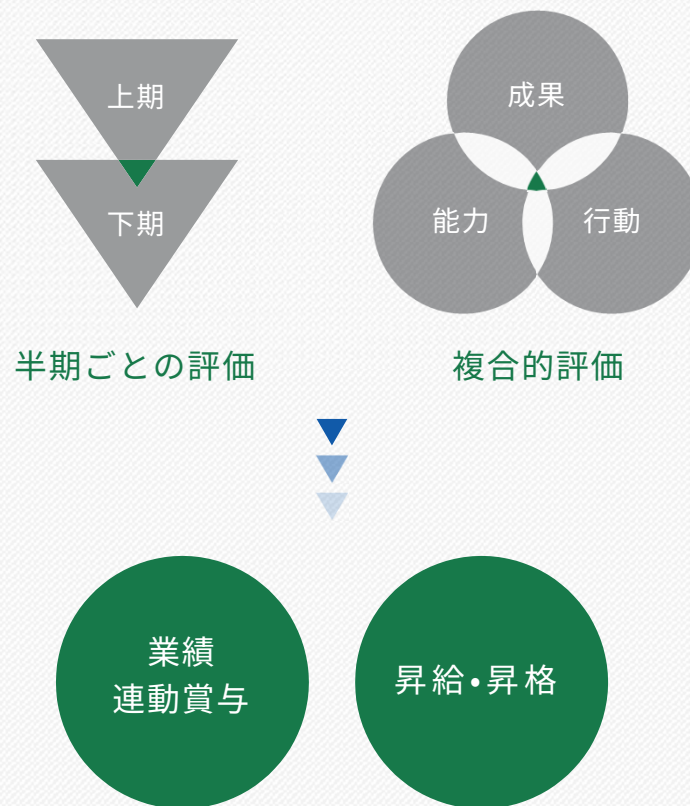 上期
下期
半期ごとの評価
成果
能力
行動
複合的評価
業績
連動賞与
昇給•昇格